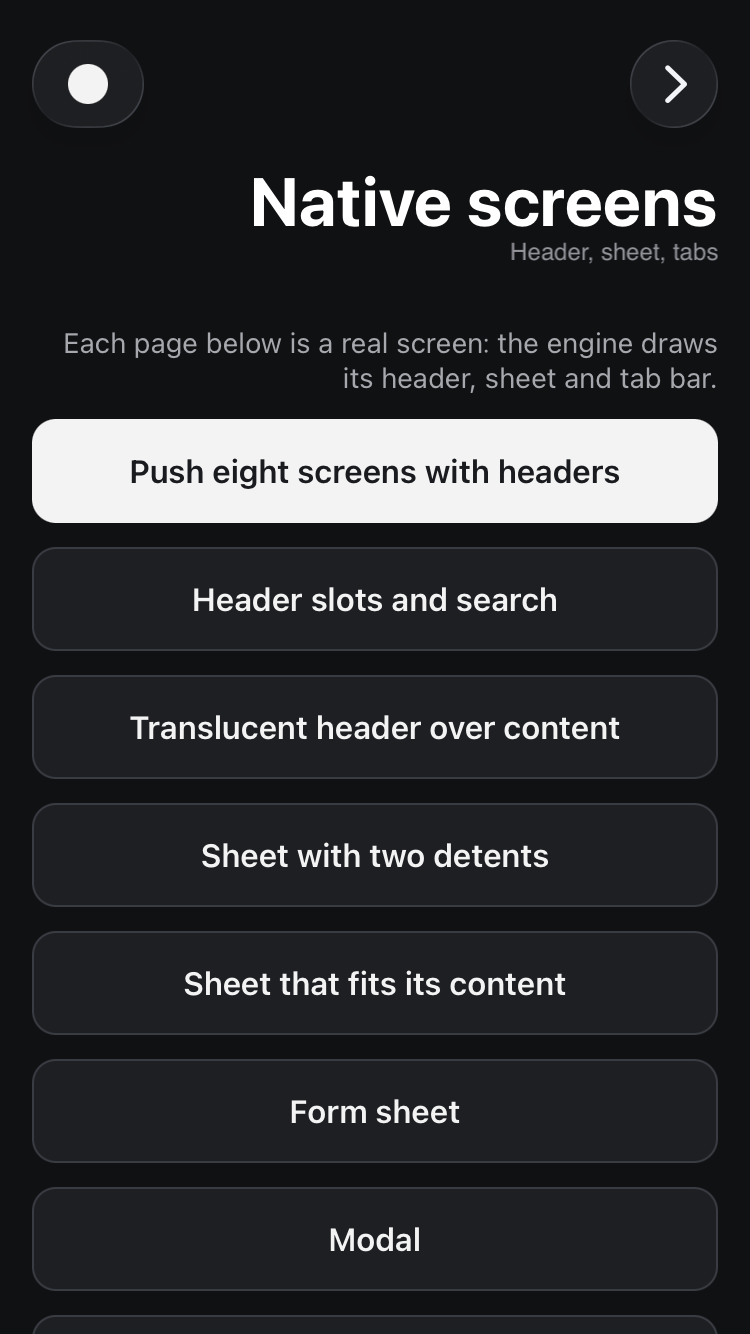 Native screens
Header, sheet, tabs
Each page below is a real screen: the engine draws
its header, sheet and tab bar.
Push eight screens with headers
Header slots and search
Translucent header over content
Sheet with two detents
Sheet that fits its content
Form sheet
Modal